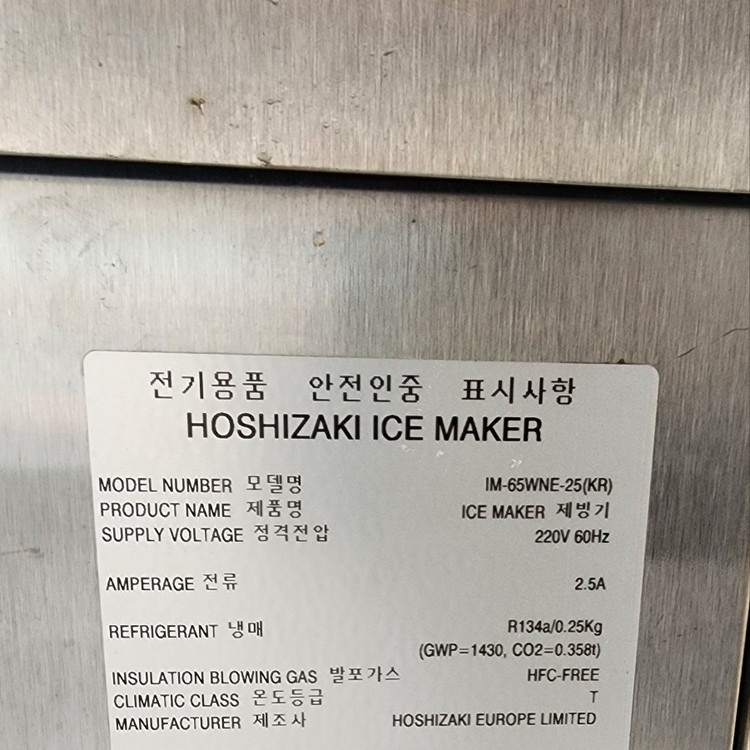 전기용품 안전인증 표시사항
HOSHIZAKI ICE MAKER
MODEL NUMBER 모델명 IM-65WNE-25(KR)
PRODUCT NAME 제품명 ICE MAKER 제빙기
SUPPLY VOLTAGE 정격전압 220V 60Hz
AMPERAGE 전류 2.5A
REFRIGERANT 냉매 R134a/0.25Kg
(GWP=1430, CO2=0.358t)
INSULATION BLOWING GAS 발포가스 HFC-FREE
CLIMATIC CLASS 온도등급 T
MANUFACTURER 제조사 HOSHIZAKI EUROPE LIMITED